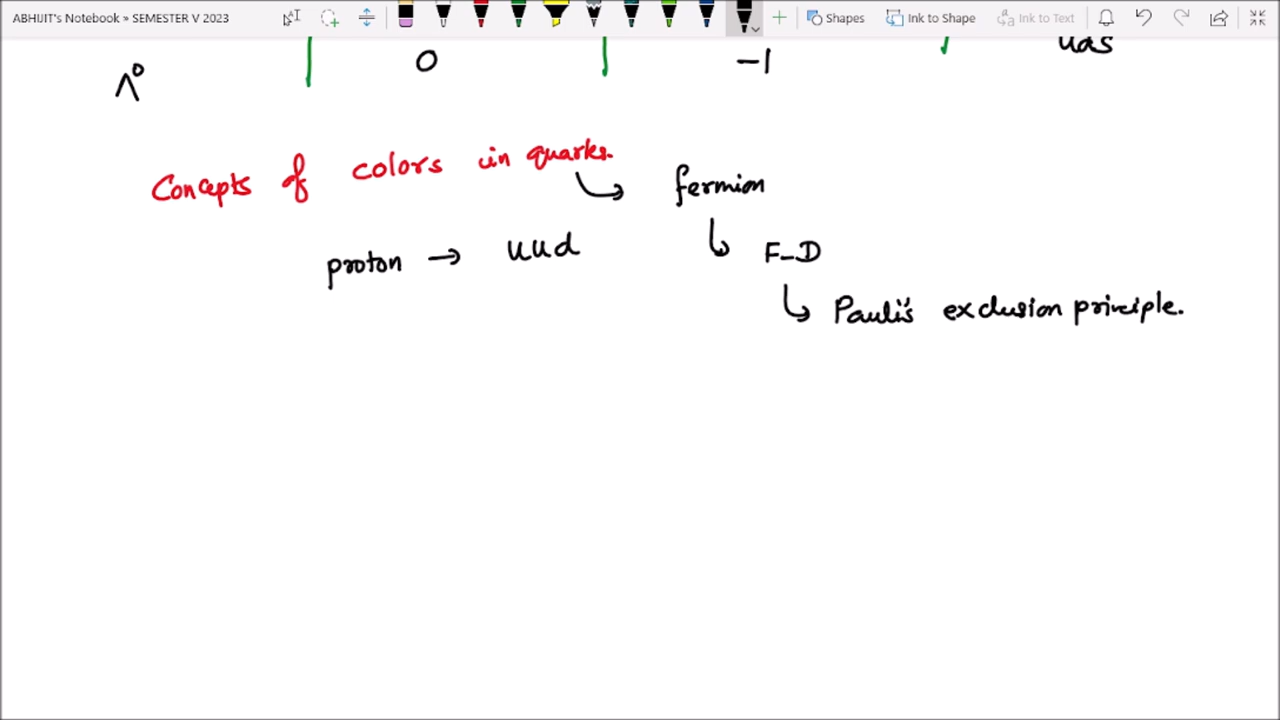 ABHIJIT's Notebook » SEMESTER V 2023 Shapes Ink to Shape Ink to Text
Λ⁰ 0 -1 uds
Concepts of colors in quarks. → fermion
proton → uud ↳ F-D
↳ Pauli's exclusion principle.